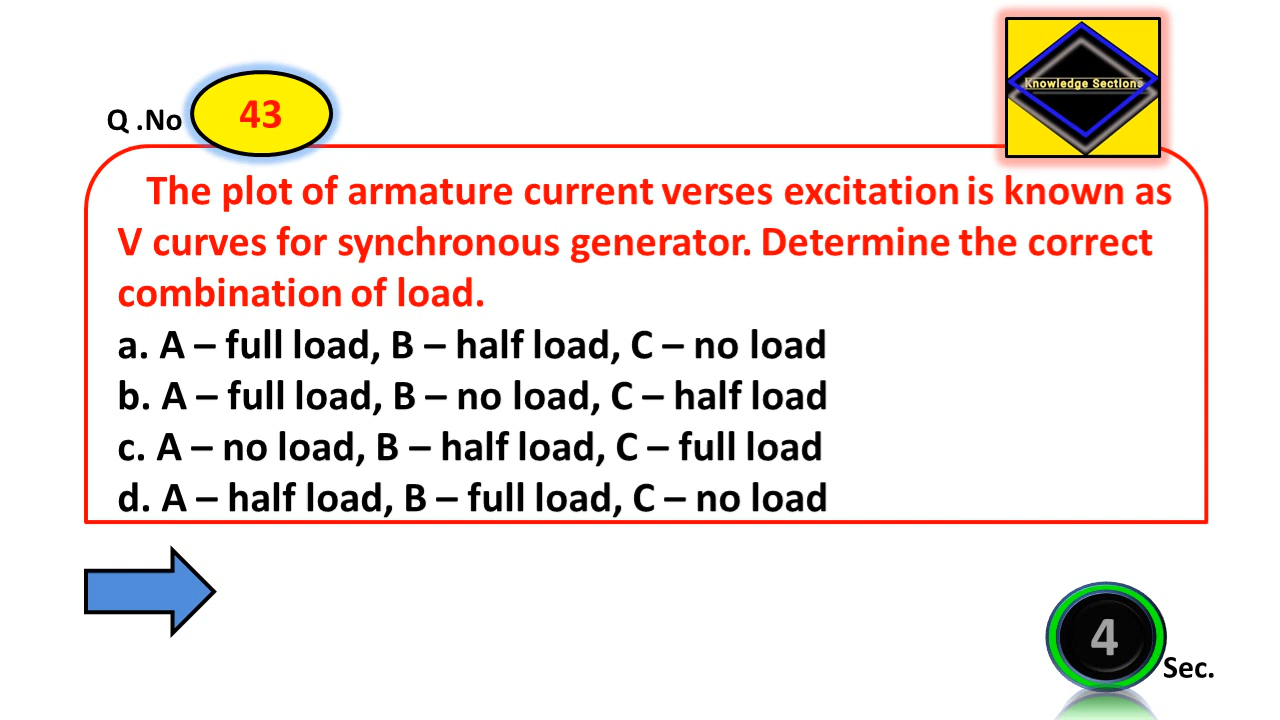 Q .No 43
Knowledge Sections
The plot of armature current verses excitation is known as
V curves for synchronous generator. Determine the correct
combination of load.
a. A – full load, B – half load, C – no load
b. A – full load, B – no load, C – half load
c. A – no load, B – half load, C – full load
d. A – half load, B – full load, C – no load
4 Sec.